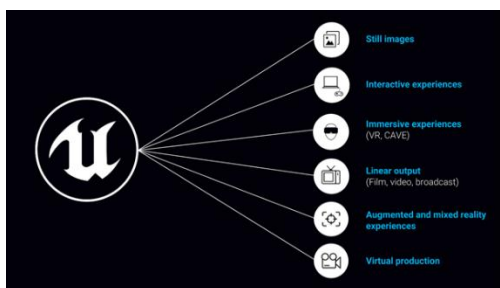 Still images
Interactive experiences
Immersive experiences
(VR, CAVE)
Linear output
(Film, video, broadcast)
Augmented and mixed reality
experiences
Virtual production